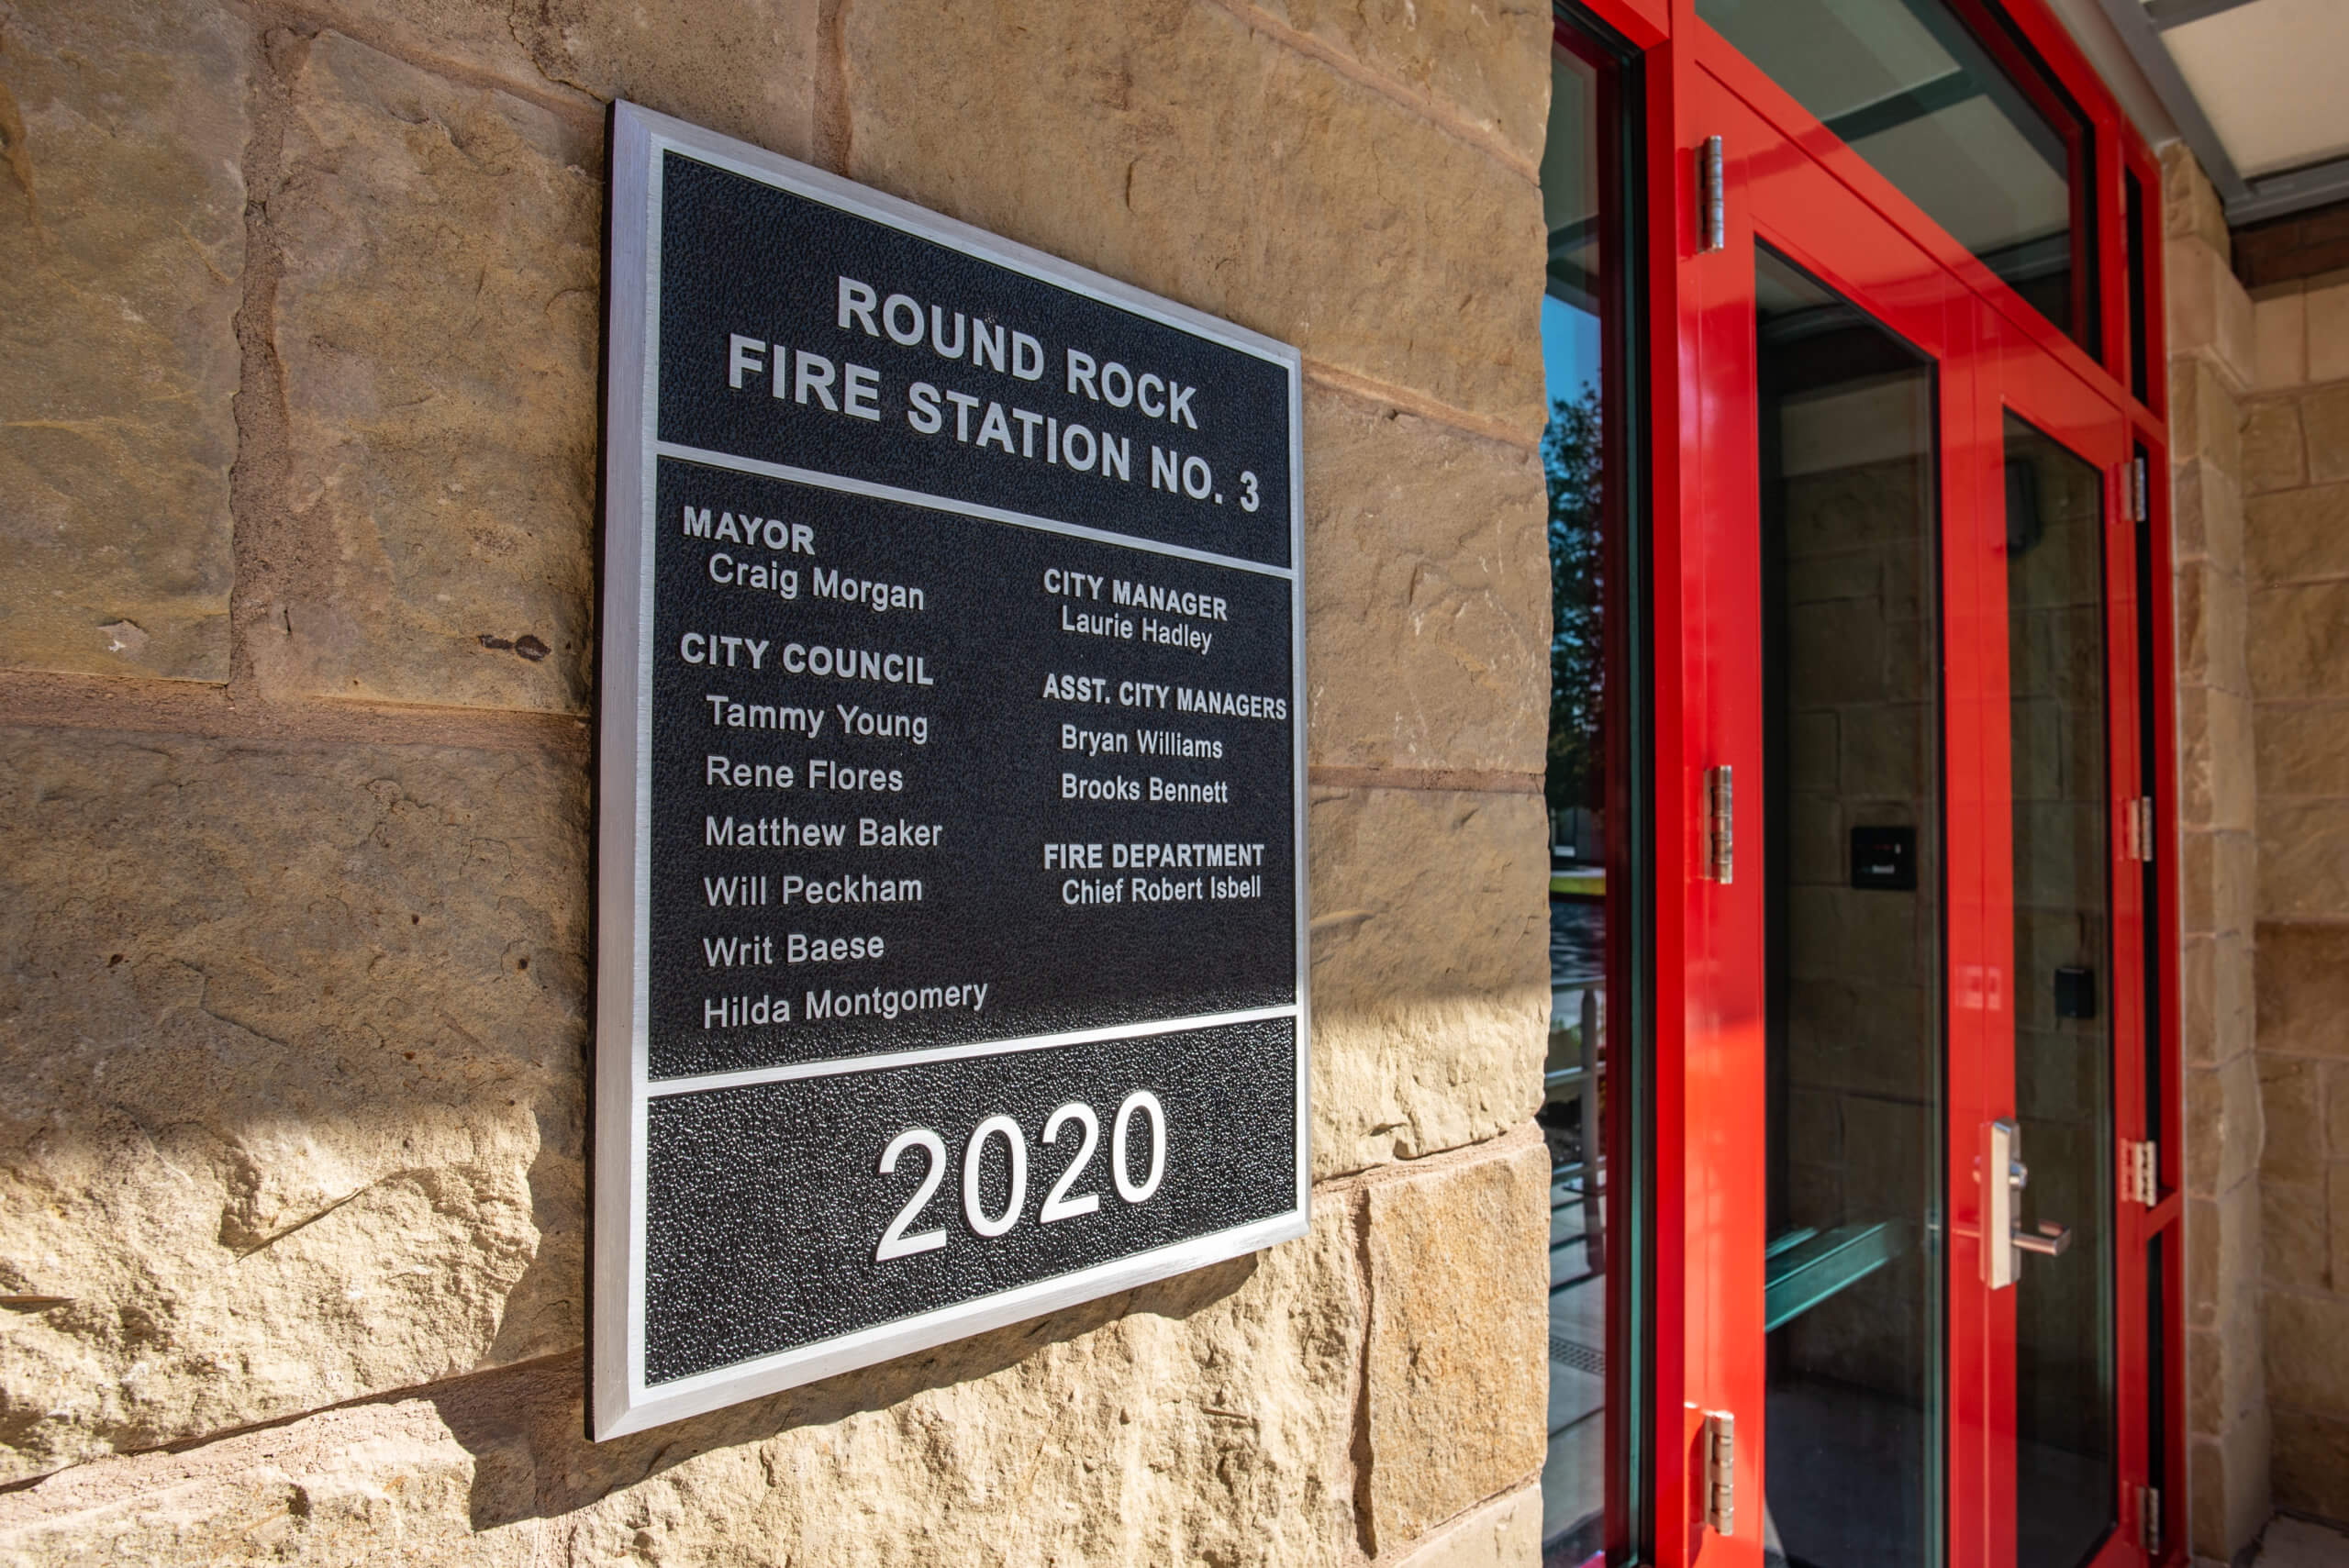 ROUND ROCK
FIRE STATION NO. 3
MAYOR
Craig Morgan
CITY COUNCIL
Tammy Young
Rene Flores
Matthew Baker
Will Peckham
Writ Baese
Hilda Montgomery
CITY MANAGER
Laurie Hadley
ASST. CITY MANAGERS
Bryan Williams
Brooks Bennett
FIRE DEPARTMENT
Chief Robert Isbell
2020